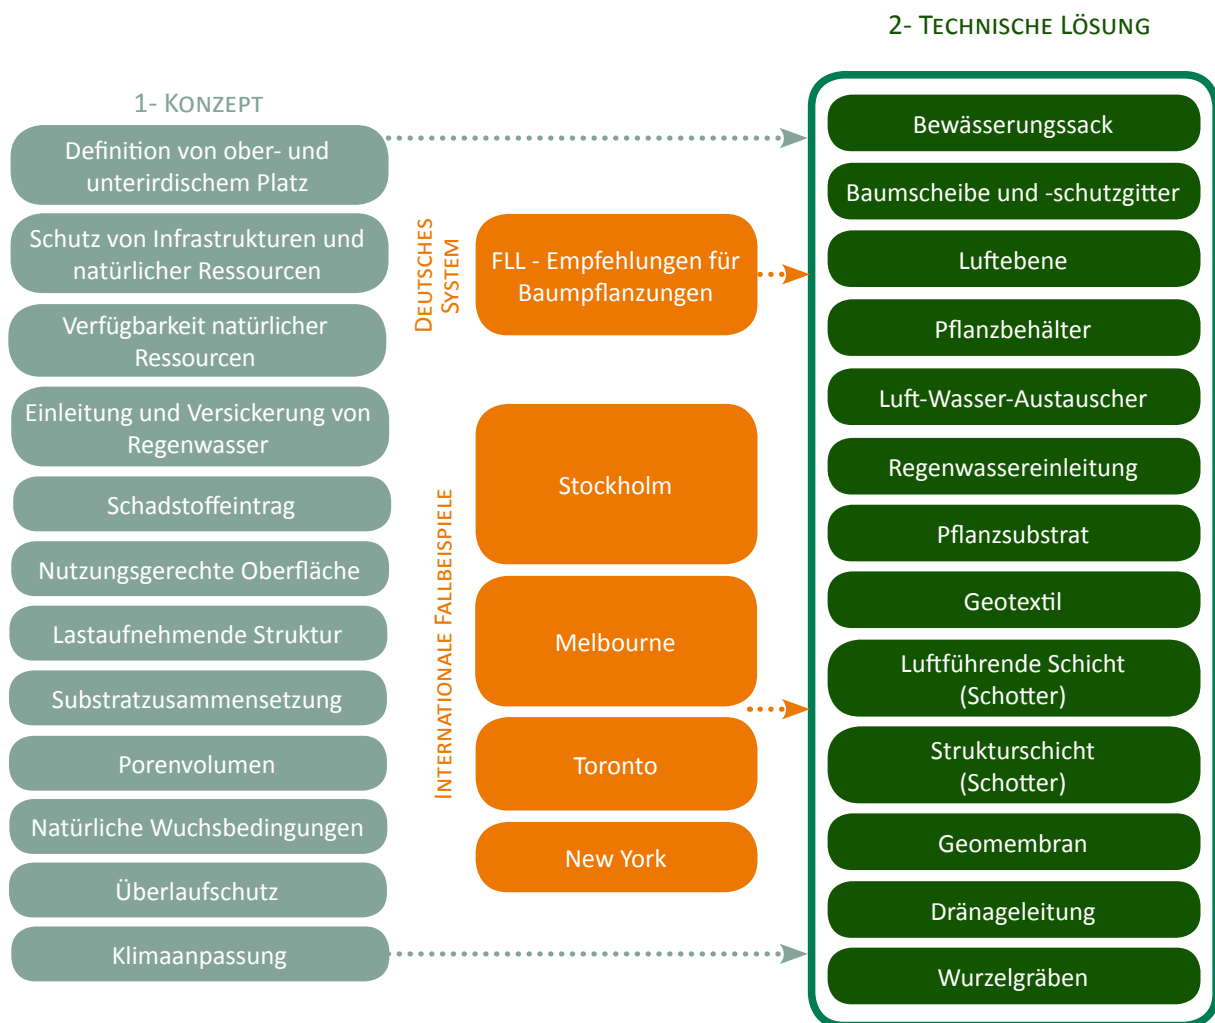 1- Konzept
Definition von ober- und
unterirdischem Platz
Schutz von Infrastrukturen und
natürlicher Ressourcen
Verfügbarkeit natürlicher
Ressourcen
Einleitung und Versickerung von
Regenwasser
Schadstoffeintrag
Nutzungsgerechte Oberfläche
Lastaufnehmende Struktur
Substratzusammensetzung
Porenvolumen
Natürliche Wuchsbedingungen
Überlaufschutz
Klimaanpassung
Deutsches
System
FLL - Empfehlungen für
Baumpflanzungen
Internationale Fallbeispiele
Stockholm
Melbourne
Toronto
New York
2- Technische Lösung
Bewässerungssack
Baumscheibe und -schutzgitter
Luftebene
Pflanzbehälter
Luft-Wasser-Austauscher
Regenwassereinleitung
Pflanzsubstrat
Geotextil
Luftführende Schicht
(Schotter)
Strukturschicht
(Schotter)
Geomembran
Dränageleitung
Wurzelgräben